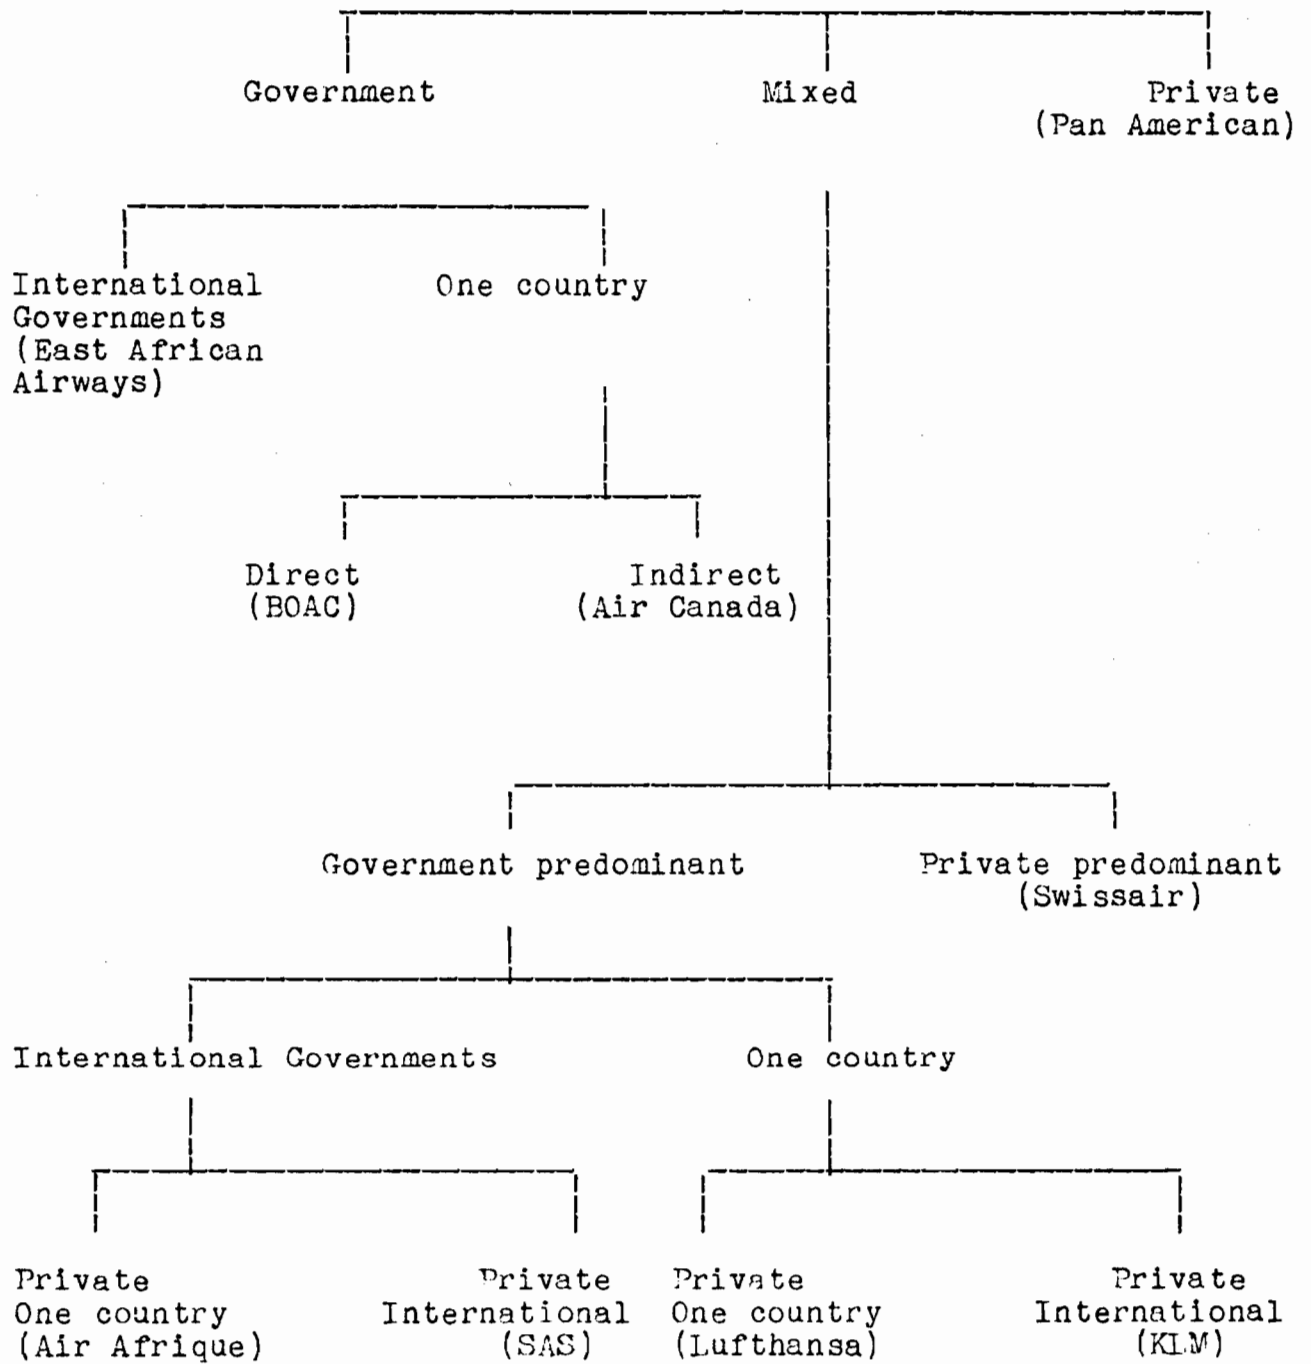 Government Mixed Private
(Pan American)
International One country
Governments
(East African
Airways)
Direct Indirect
(BOAC) (Air Canada)
Government predominant Private predominant
(Swissair)
International Governments One country
Private Private Private Private
One country International One country International
(Air Afrique) (SAS) (Lufthansa) (KLM)